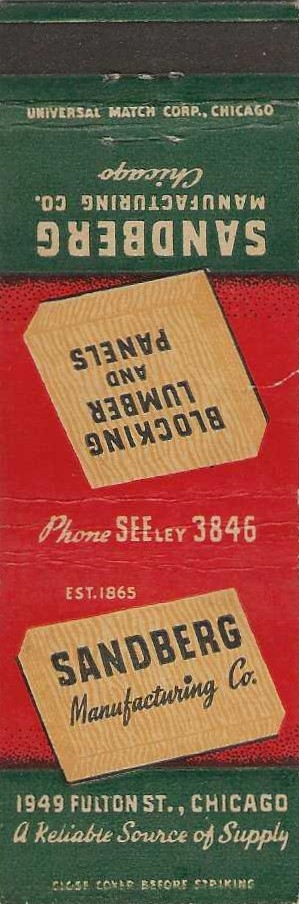 UNIVERSAL MATCH CORP., CHICAGO
SANDBERG
MANUFACTURING CO.
Chicago
BLOCKING
LUMBER
AND
PANELS
Phone SEELEY 3846
EST. 1865
SANDBERG
Manufacturing Co.
1949 FULTON ST., CHICAGO
A Reliable Source of Supply
CLOSE COVER BEFORE STRIKING